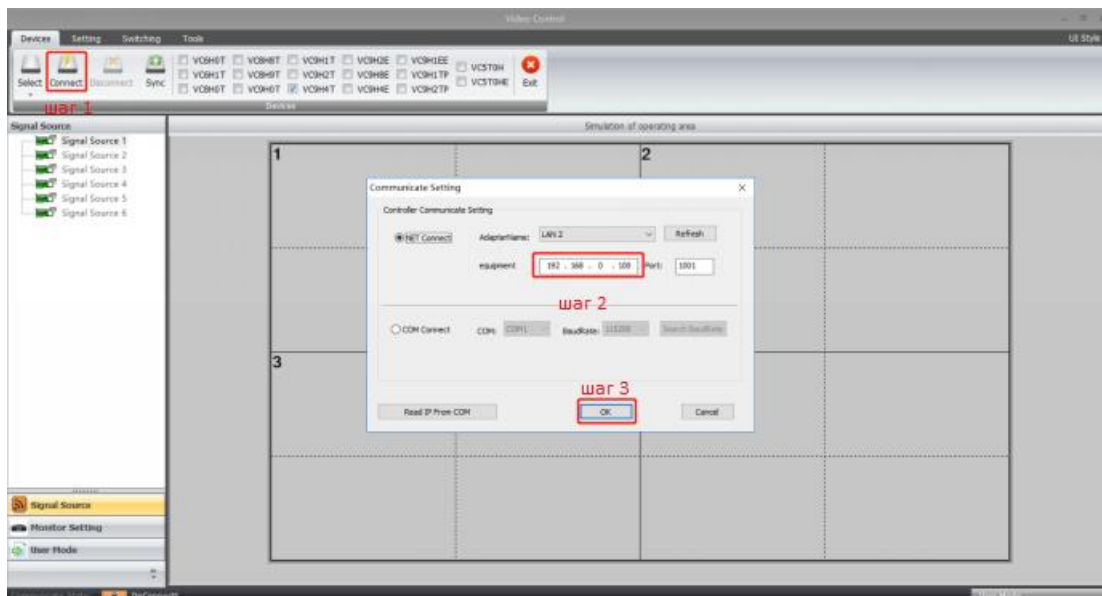 Video Control
Devices Setting Switching Tools UI Style
VC6H0T VC8H8T VC9H1T VC9H2E VC9H1EE VC5T0H
VC6H1T VC8H9T VC9H2T VC9H8E VC9H1TP VC5T0HE
VC8H0T VC9H0T VC9H4T VC9H4E VC9H2TP
Select Connect Disconnect Sync Exit
шаг 1
Devices
Signal Source Simulation of operating area
Signal Source 1
Signal Source 2
Signal Source 3
Signal Source 4
Signal Source 5
Signal Source 6
1 2
Communicate Setting
Controller Communicate Setting
NET Connect AdapterName: LAN 2 Refresh
equipment 192 . 168 . 0 . 100 Port: 1001
шаг 2
COM Connect COM: COM1 BaudRate: 115200 Search BaudRate
3
шаг 3
Read IP From COM OK Cancel
Signal Source
Monitor Setting
User Mode